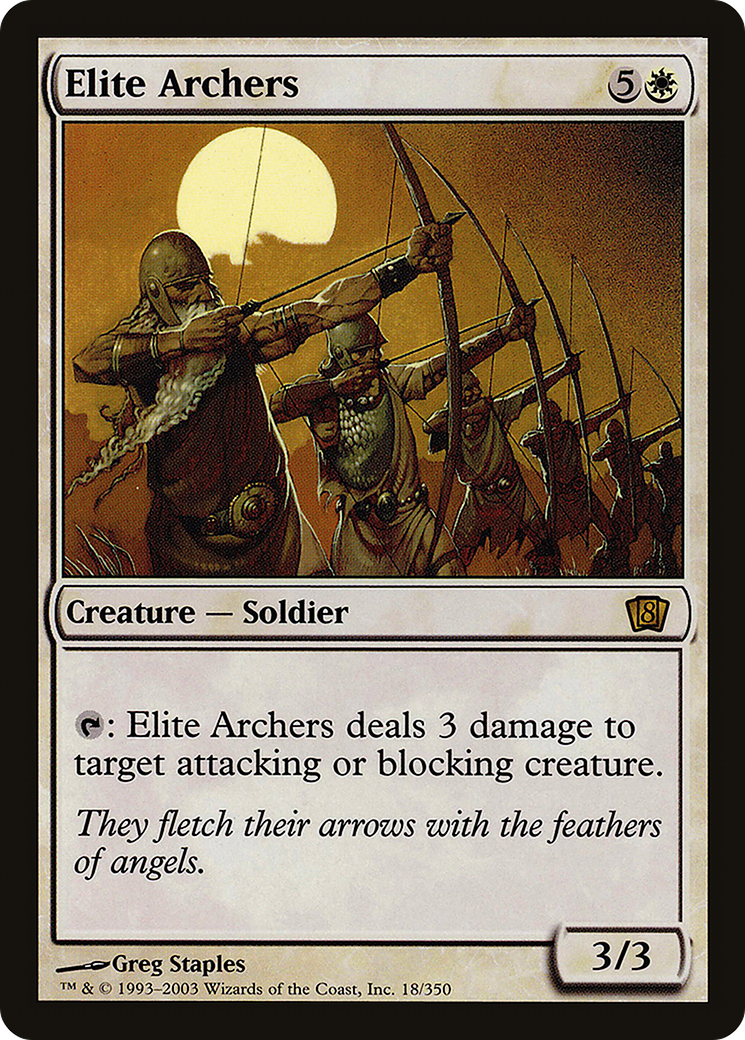 Elite Archers 5
Creature — Soldier 8
: Elite Archers deals 3 damage to
target attacking or blocking creature.
They fletch their arrows with the feathers
of angels.
3/3
Greg Staples
™ & © 1993–2003 Wizards of the Coast, Inc. 18/350